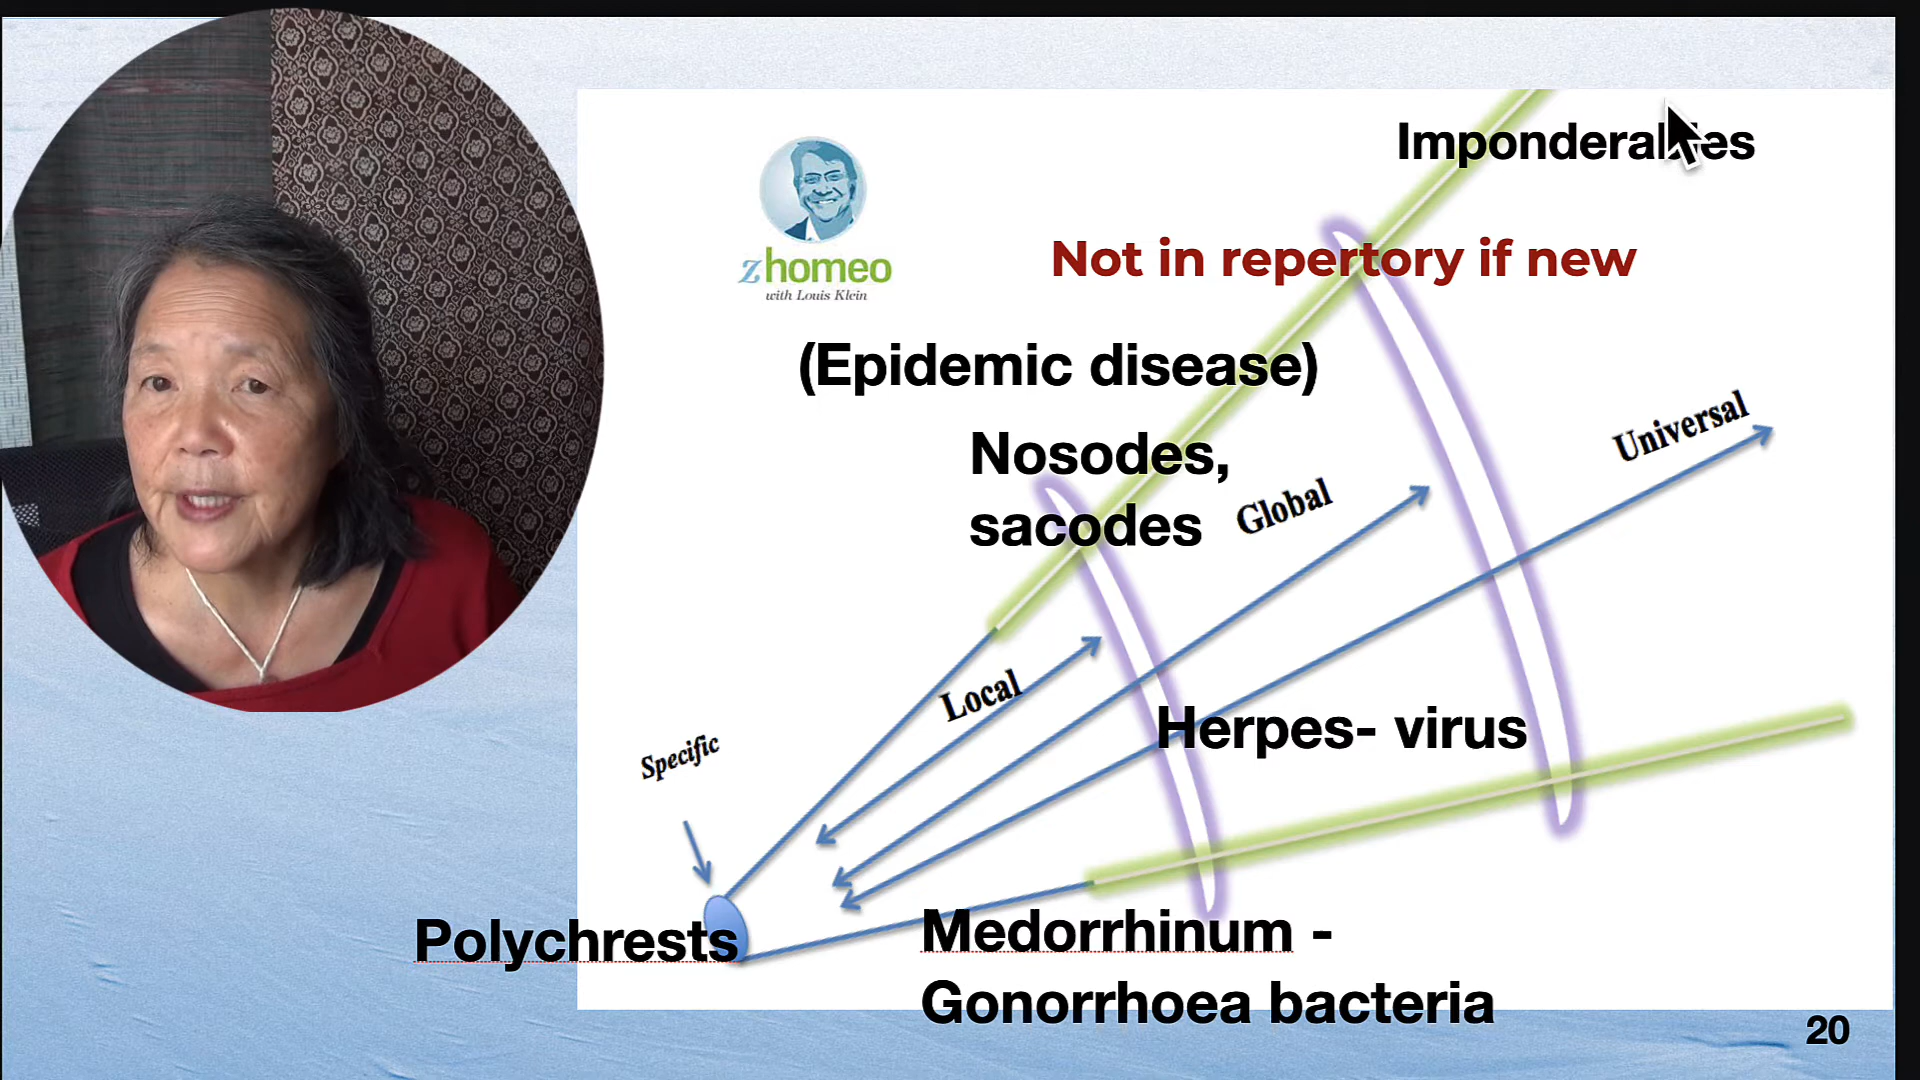 Imponderables
zhomeo
with Louis Klein
Not in repertory if new
(Epidemic disease)
Nosodes,
sacodes
Universal
Global
Local
Specific
Herpes- virus
Polychrests
Medorrhinum -
Gonorrhoea bacteria
20